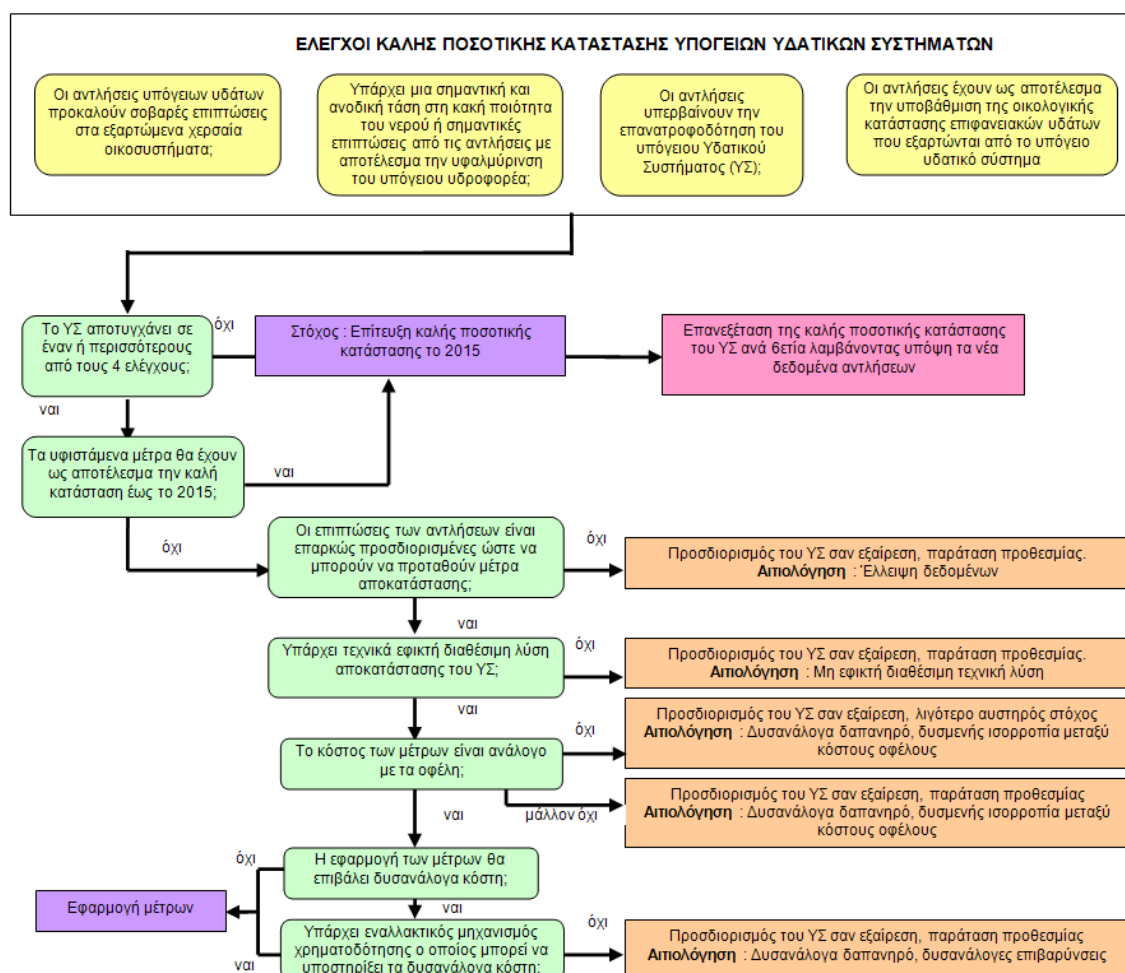 ΕΛΕΓΧΟΙ ΚΑΛΗΣ ΠΟΣΟΤΙΚΗΣ ΚΑΤΑΣΤΑΣΗΣ ΥΠΟΓΕΙΩΝ ΥΔΑΤΙΚΩΝ ΣΥΣΤΗΜΑΤΩΝ
Οι αντλήσεις υπόγειων υδάτων
προκαλούν σοβαρές επιπτώσεις
στα εξαρτώμενα χερσαία
οικοσυστήματα;
Υπάρχει μια σημαντική και
ανοδική τάση στη κακή ποιότητα
του νερού ή σημαντικές
επιπτώσεις από τις αντλήσεις με
αποτέλεσμα την υφαλμύρινση
του υπόγειου υδροφορέα;
Οι αντλήσεις
υπερβαίνουν την
επανατροφοδότηση του
υπόγειου Υδατικού
Συστήματος (ΥΣ);
Οι αντλήσεις έχουν ως αποτέλεσμα
την υποβάθμιση της οικολογικής
κατάστασης επιφανειακών υδάτων
που εξαρτώνται από το υπόγειο
υδατικό σύστημα
Το ΥΣ αποτυγχάνει σε
έναν ή περισσότερους
από τους 4 ελέγχους;
όχι
Στόχος : Επίτευξη καλής ποσοτικής
κατάστασης το 2015
Επανεξέταση της καλής ποσοτικής κατάστασης
του ΥΣ ανά 6ετία λαμβάνοντας υπόψη τα νέα
δεδομένα αντλήσεων
ναι
Τα υφιστάμενα μέτρα θα έχουν
ως αποτέλεσμα την καλή
κατάσταση έως το 2015;
ναι
όχι
Οι επιπτώσεις των αντλήσεων είναι
επαρκώς προσδιορισμένες ώστε να
μπορούν να προταθούν μέτρα
αποκατάστασης;
όχι
Προσδιορισμός του ΥΣ σαν εξαίρεση, παράταση προθεσμίας.
Αιτιολόγηση : Έλλειψη δεδομένων
ναι
Υπάρχει τεχνικά εφικτή διαθέσιμη λύση
αποκατάστασης του ΥΣ;
όχι
Προσδιορισμός του ΥΣ σαν εξαίρεση, παράταση προθεσμίας.
Αιτιολόγηση : Μη εφικτή διαθέσιμη τεχνική λύση
ναι
Το κόστος των μέτρων είναι ανάλογο
με τα οφέλη;
όχι
Προσδιορισμός του ΥΣ σαν εξαίρεση, λιγότερο αυστηρός στόχος
Αιτιολόγηση : Δυσανάλογα δαπανηρό, δυσμενής ισορροπία μεταξύ
κόστους οφέλους
μάλλον όχι
Προσδιορισμός του ΥΣ σαν εξαίρεση, παράταση προθεσμίας
Αιτιολόγηση : Δυσανάλογα δαπανηρό, δυσμενής ισορροπία μεταξύ
κόστους οφέλους
ναι
Η εφαρμογή των μέτρων θα
επιβάλει δυσανάλογα κόστη;
όχι
Εφαρμογή μέτρων
ναι
Υπάρχει εναλλακτικός μηχανισμός
χρηματοδότησης ο οποίος μπορεί να
υποστηρίξει τα δυσανάλογα κόστη;
ναι
όχι
Προσδιορισμός του ΥΣ σαν εξαίρεση, παράταση προθεσμίας
Αιτιολόγηση : Δυσανάλογα δαπανηρό, δυσανάλογες επιβαρύνσεις